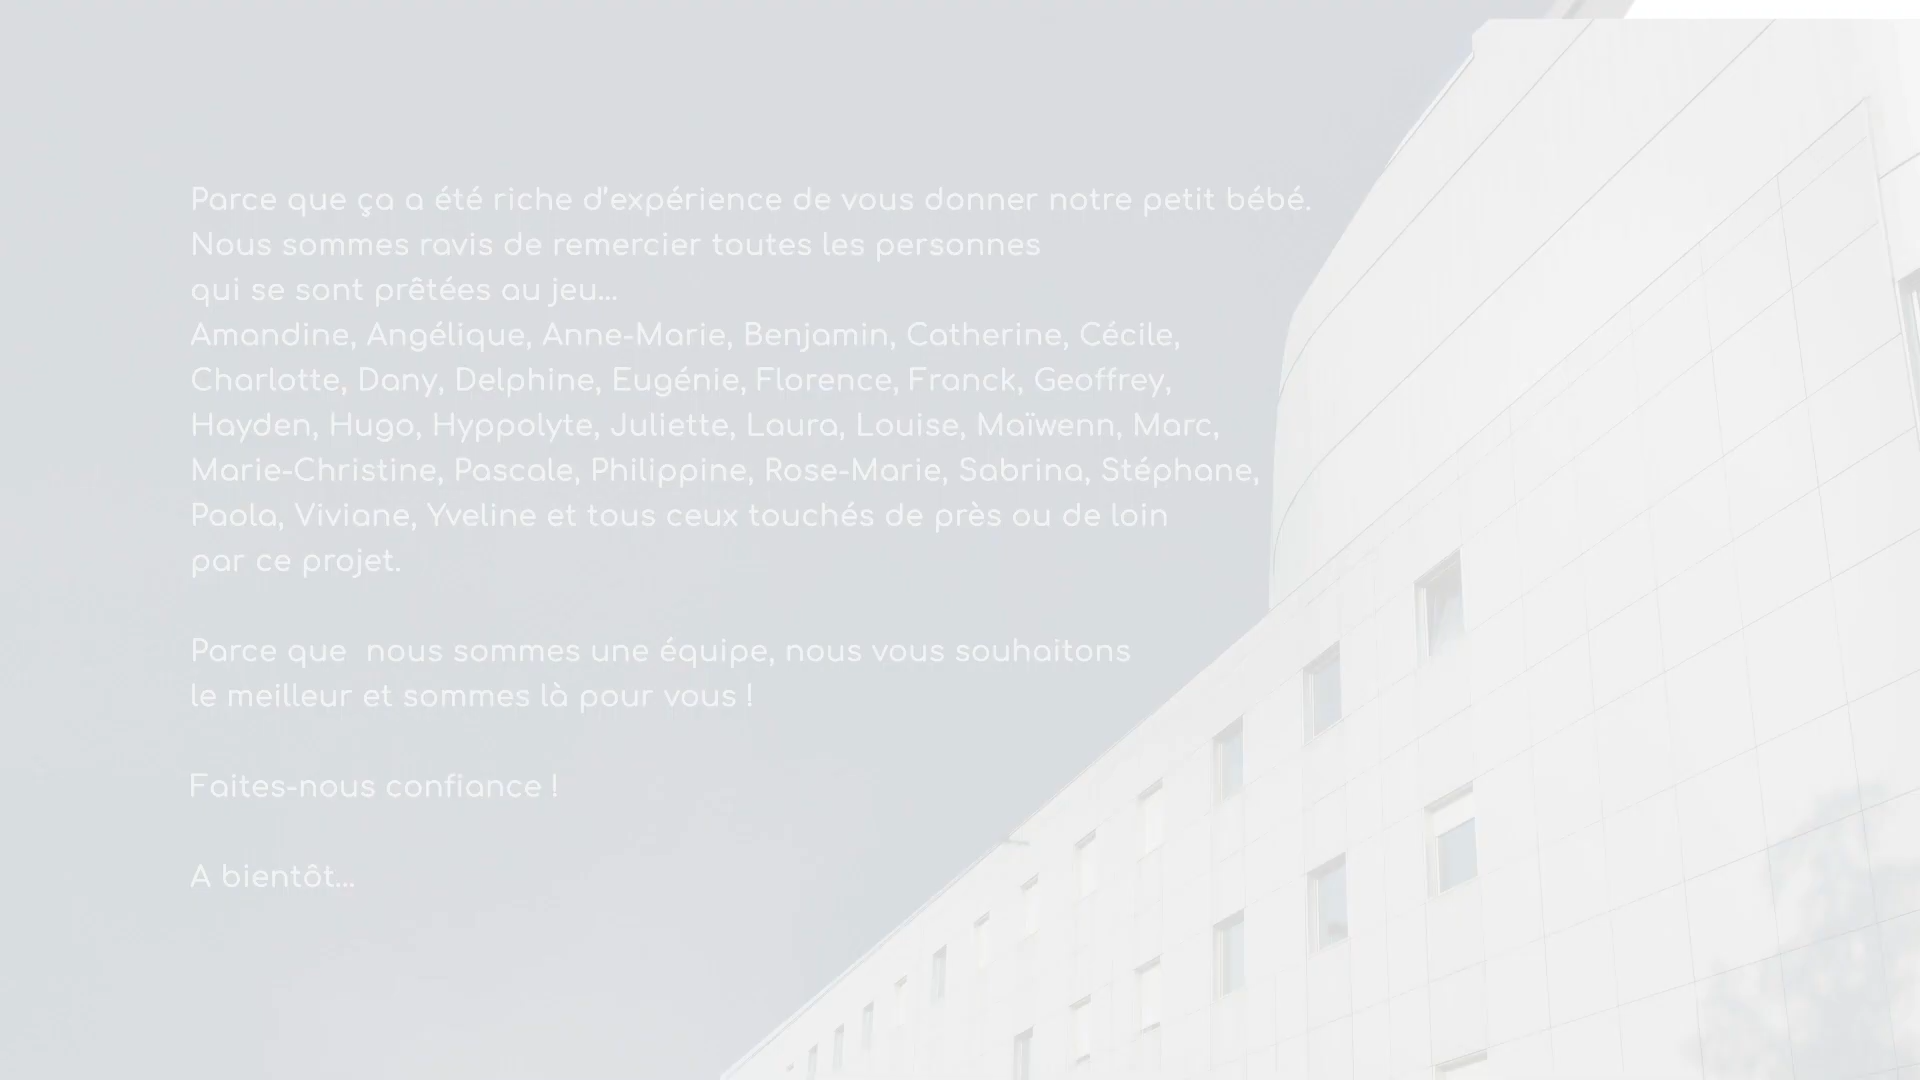 Parce que ça a été riche d'expérience de vous donner notre petit bébé.
Nous sommes ravis de remercier toutes les personnes
qui se sont prêtées au jeu...
Amandine, Angélique, Anne-Marie, Benjamin, Catherine, Cécile,
Charlotte, Dany, Delphine, Eugénie, Florence, Franck, Geoffrey,
Hayden, Hugo, Hyppolyte, Juliette, Laura, Louise, Maïwenn, Marc,
Marie-Christine, Pascale, Philippine, Rose-Marie, Sabrina, Stéphane,
Paola, Viviane, Yveline et tous ceux touchés de près ou de loin
par ce projet.
Parce que  nous sommes une équipe, nous vous souhaitons
le meilleur et sommes là pour vous !
Faites-nous confiance !
A bientôt...